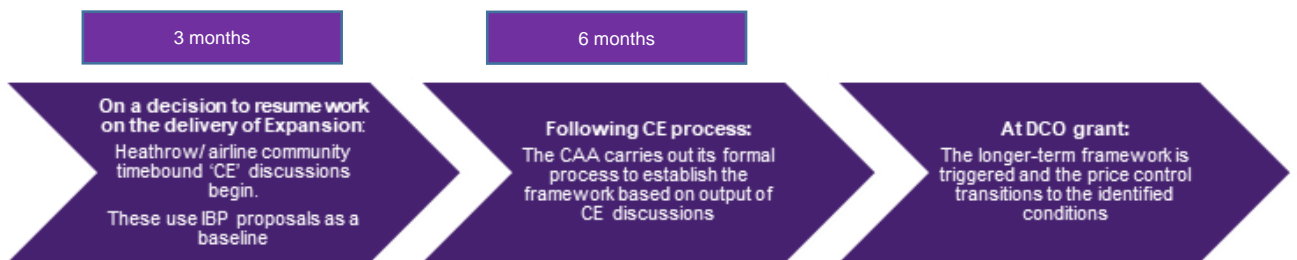 3 months
6 months
On a decision to resume work
on the delivery of Expansion:
Heathrow/ airline community
timebound 'CE' discussions
begin.
These use IBP proposals as a
baseline
Following CE process:
The CAA carries out its formal
process to establish the
framework based on output of
CE discussions
At DCO grant:
The longer-term framework is
triggered and the price control
transitions to the identified
conditions